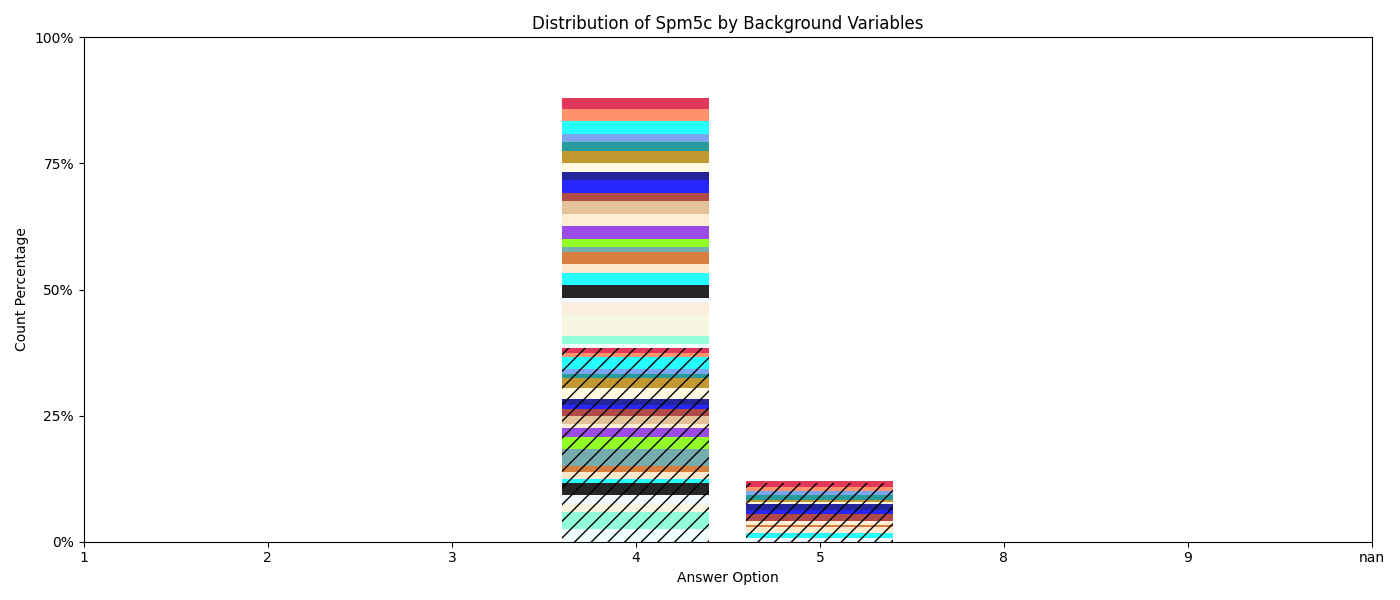 Distribution of Spm5c by Background Variables
100%
75%
50%
25%
0%
Count Percentage
1 2 3 4 5 8 9 nan
Answer Option